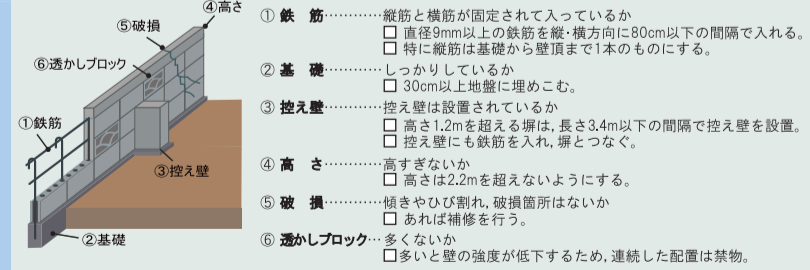 ④高さ
⑤破損
⑥透かしブロック
①鉄筋
③控え壁
②基礎
① 鉄 筋…………縦筋と横筋が固定されて入っているか
□ 直径9mm以上の鉄筋を縦・横方向に80cm以下の間隔で入れる。
□ 特に縦筋は基礎から壁頂まで1本のものにする。
② 基 礎…………しっかりしているか
□ 30cm以上地盤に埋めこむ。
③ 控え壁…………控え壁は設置されているか
□ 高さ1.2mを超える塀は,長さ3.4m以下の間隔で控え壁を設置。
□ 控え壁にも鉄筋を入れ,塀とつなぐ。
④ 高 さ…………高すぎないか
□ 高さは2.2mを超えないようにする。
⑤ 破 損…………傾きやひび割れ,破損箇所はないか
□ あれば補修を行う。
⑥ 透かしブロック…多くないか
□多いと壁の強度が低下するため,連続した配置は禁物。